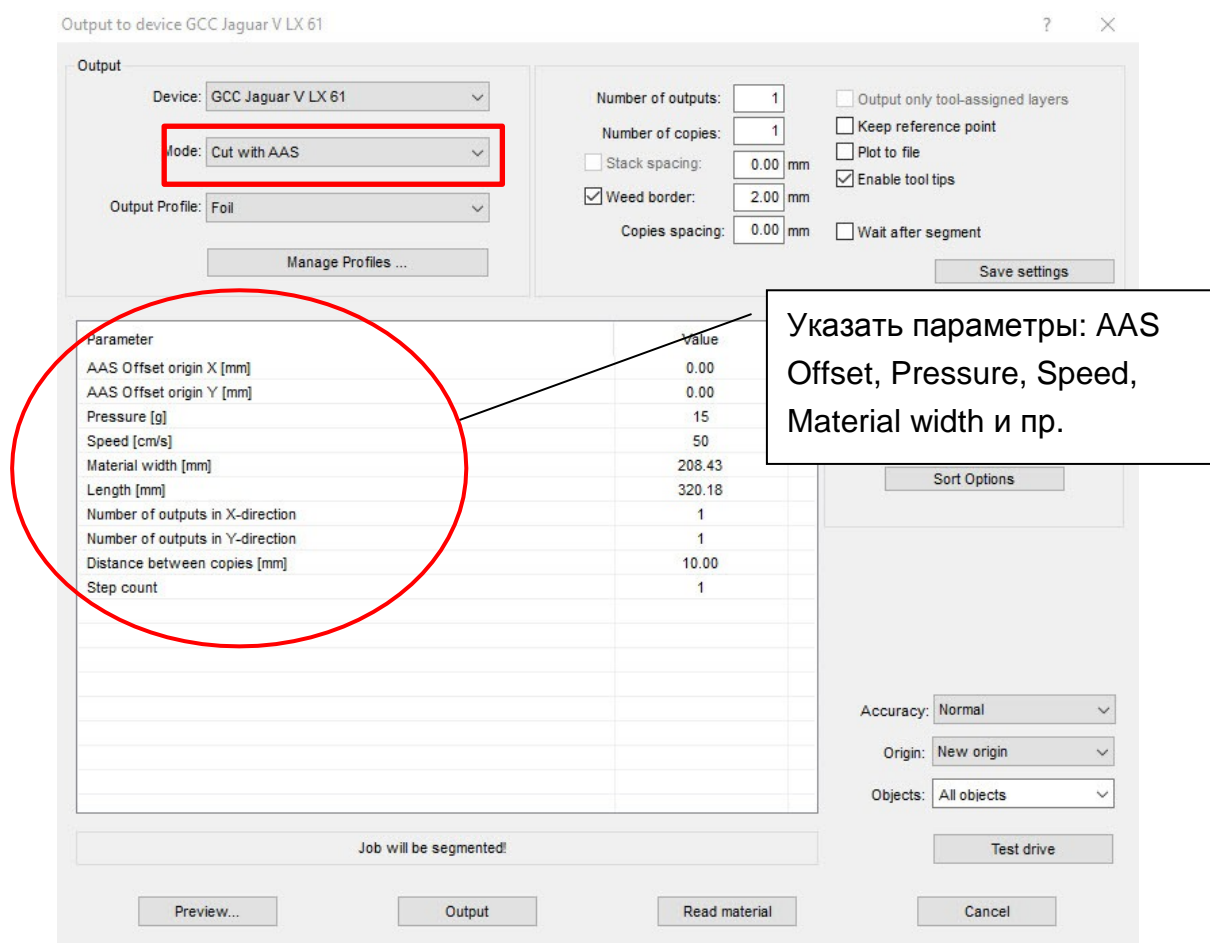 Output to device GCC Jaguar V LX 61
Output
Device: GCC Jaguar V LX 61
Mode: Cut with AAS
Output Profile: Foil
Manage Profiles ...
Number of outputs: 1
Number of copies: 1
Stack spacing: 0.00 mm
Weed border: 2.00 mm
Copies spacing: 0.00 mm
Output only tool-assigned layers
Keep reference point
Plot to file
Enable tool tips
Wait after segment
Save settings
Указать параметры: AAS
Offset, Pressure, Speed,
Material width и пр.
Parameter Value
AAS Offset origin X [mm] 0.00
AAS Offset origin Y [mm] 0.00
Pressure [g] 15
Speed [cm/s] 50
Material width [mm] 208.43
Length [mm] 320.18
Number of outputs in X-direction 1
Number of outputs in Y-direction 1
Distance between copies [mm] 10.00
Step count 1
Sort Options
Accuracy: Normal
Origin: New origin
Objects: All objects
Job will be segmented!
Test drive
Preview...
Output
Read material
Cancel